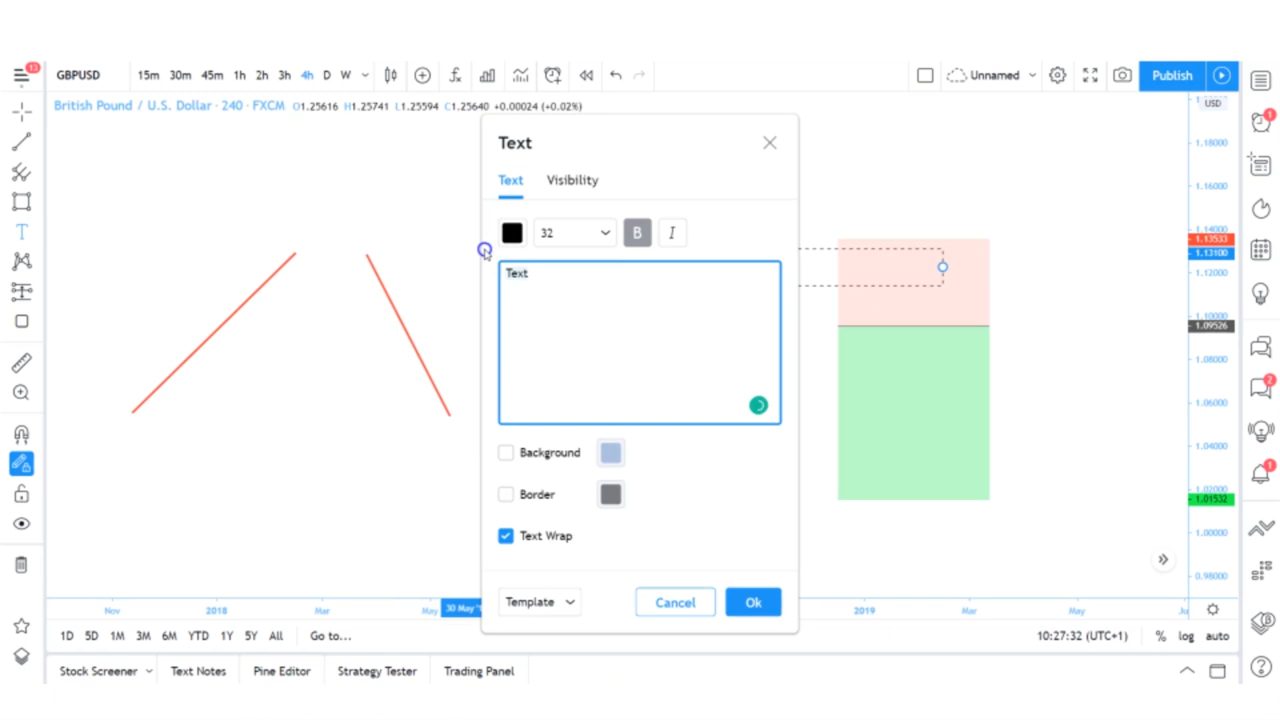 13
GBPUSD 15m 30m 45m 1h 2h 3h 4h D W Unnamed Publish
British Pound / U.S. Dollar · 240 · FXCM O1.25616 H1.25741 L1.25594 C1.25640 +0.00024 (+0.02%)
USD
1
Text
Text Visibility
32 B I
Text
Background
Border
Text Wrap
Template Cancel Ok
1.18000
1.16000
1.14000
1.13533
1.13100
1.12000
1.10000
1.09526
1.08000
1.06000
1.04000
1.02000
1.01532
1.00000
0.98000
2
1
Nov 2018 Mar May 30 May 2019 Mar May
1D 5D 1M 3M 6M YTD 1Y 5Y All Go to... 10:27:32 (UTC+1) % log auto
Stock Screener Text Notes Pine Editor Strategy Tester Trading Panel